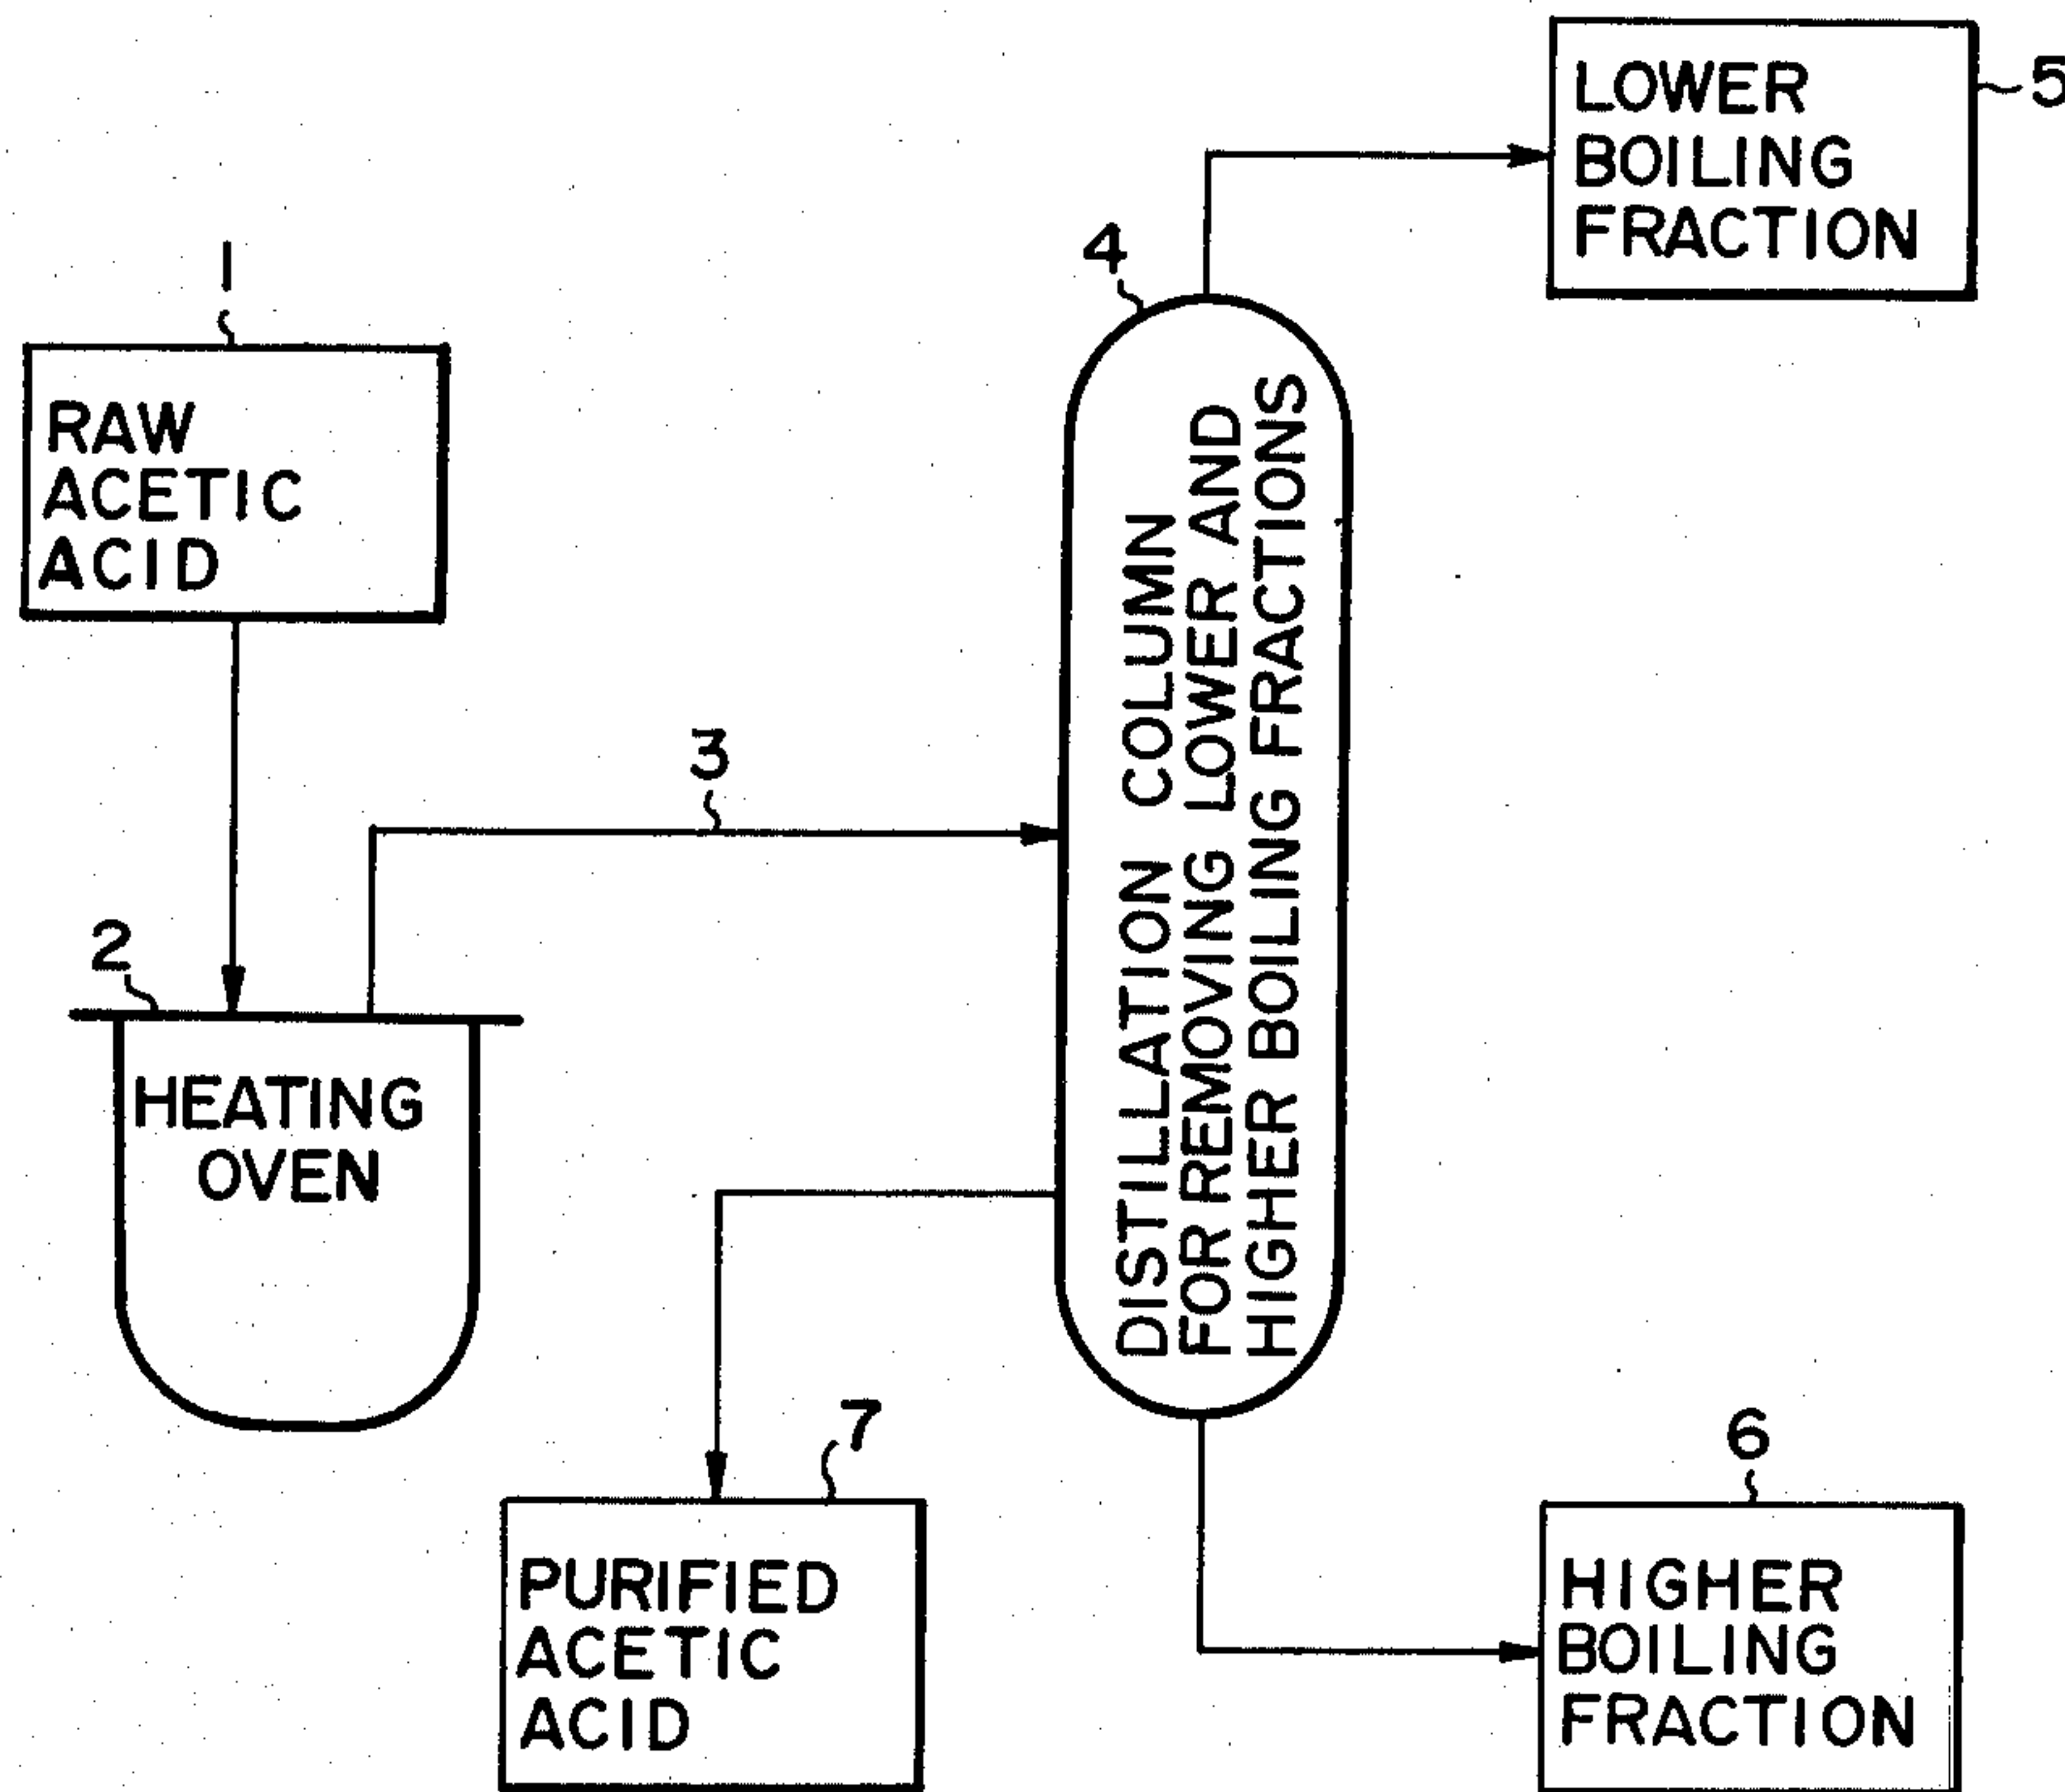 1
RAW
ACETIC
ACID
2
HEATING
OVEN
3
4
DISTILLATION COLUMN
FOR REMOVING LOWER AND
HIGHER BOILING FRACTIONS
LOWER
BOILING
FRACTION
5
7
PURIFIED
ACETIC
ACID
6
HIGHER
BOILING
FRACTION